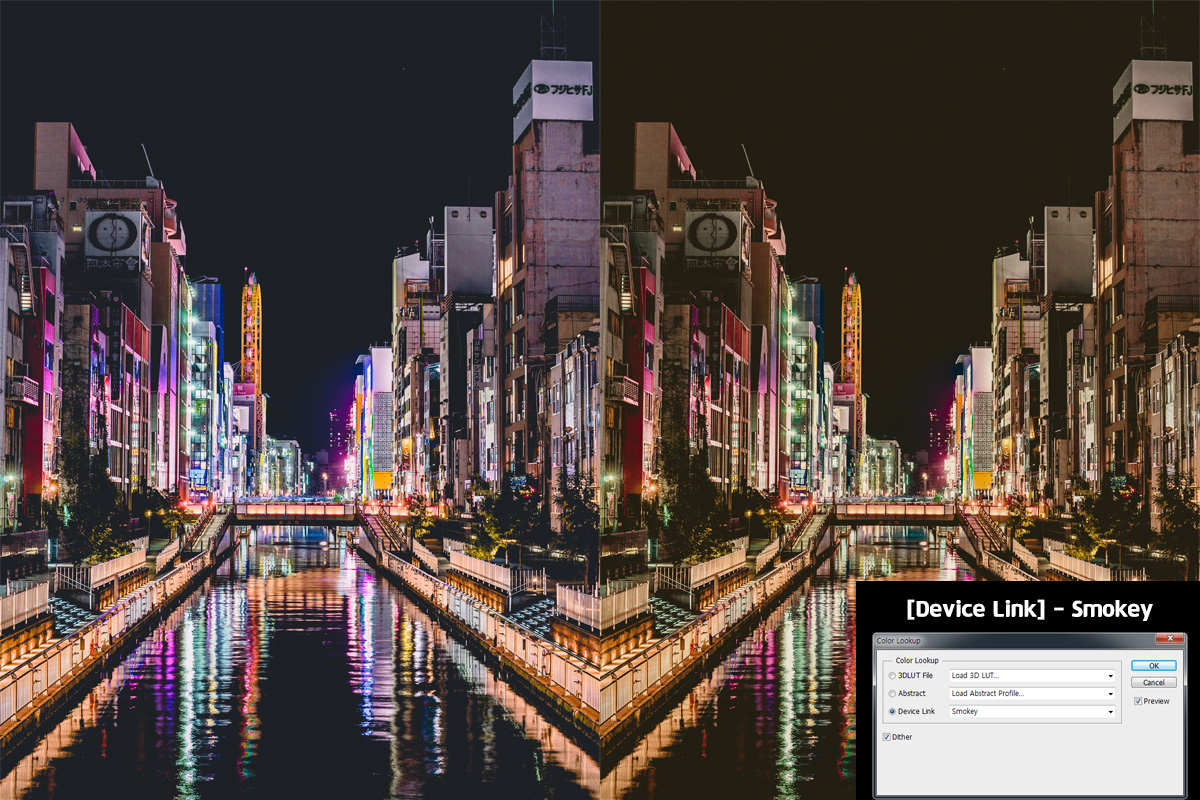 フジヒサFJ
フジヒサFJ
[Device Link] - Smokey
Color Lookup
Color Lookup
3DLUT File
Load 3D LUT...
OK
Abstract
Load Abstract Profile...
Cancel
Device Link
Smokey
Preview
Dither